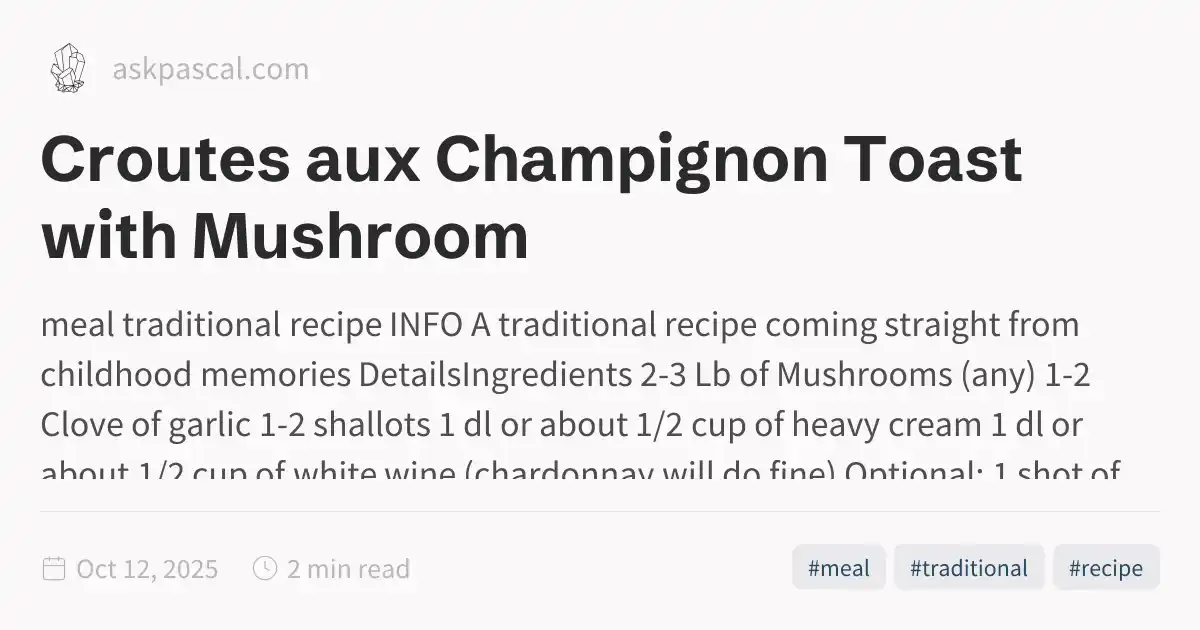 askpascal.com
Croutes aux Champignon Toast
with Mushroom
meal traditional recipe INFO A traditional recipe coming straight from
childhood memories DetailsIngredients 2-3 Lb of Mushrooms (any) 1-2
Clove of garlic 1-2 shallots 1 dl or about 1/2 cup of heavy cream 1 dl or
about 1/2 cup of white wine (chardonnay will do fine) Optional: 1 shot of
Oct 12, 2025
2 min read
#meal
#traditional
#recipe